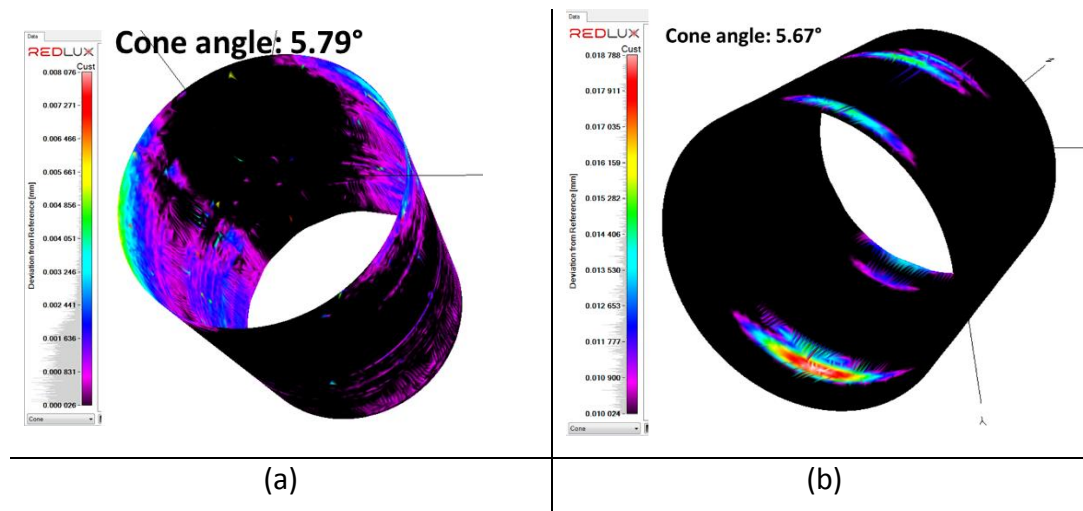 Data
REDLUX
Cone angle: 5.79°
Cust
0.008 076
0.007 271
0.006 466
0.005 661
0.004 856
0.004 051
0.003 246
0.002 441
0.001 636
0.000 831
0.000 026
Deviation from Reference [mm]
Cone
(a)
Data
REDLUX
Cone angle: 5.67°
Cust
0.018 788
0.017 911
0.017 035
0.016 159
0.015 282
0.014 406
0.013 530
0.012 653
0.011 777
0.010 900
0.010 024
Deviation from Reference [mm]
Cone
(b)